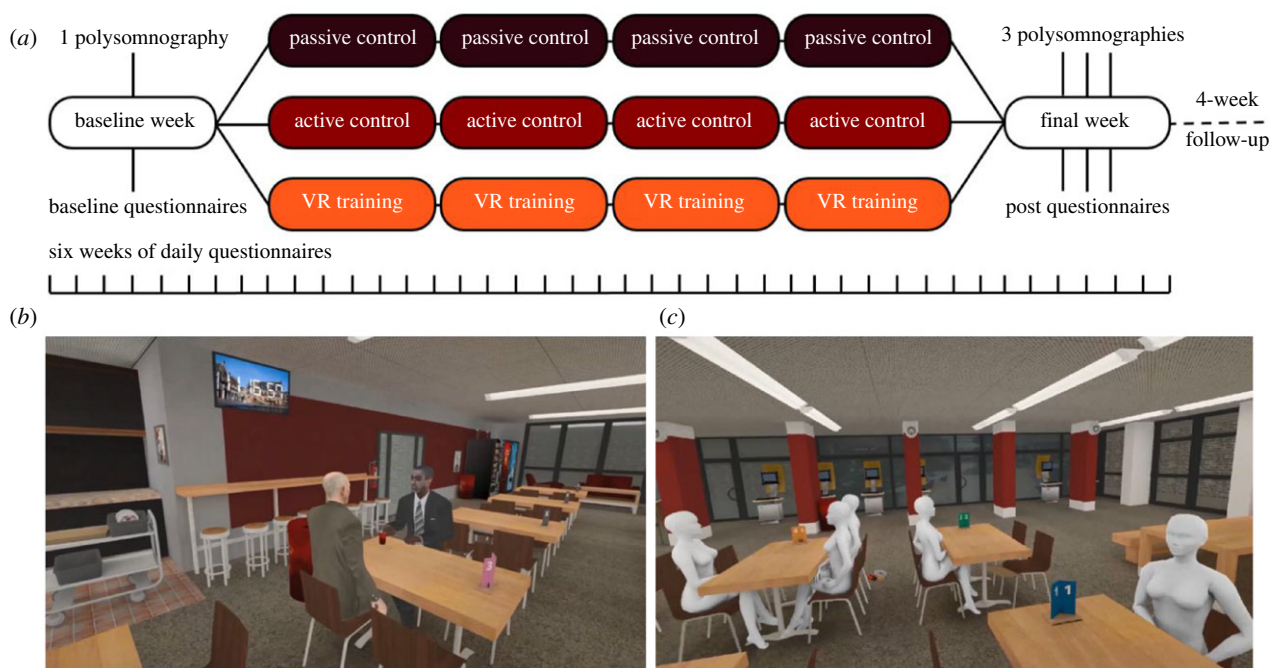 (a) 1 polysomnography
passive control passive control passive control passive control
3 polysomnographies
baseline week
active control active control active control active control
final week
4-week
follow-up
baseline questionnaires
VR training VR training VR training VR training
post questionnaires
six weeks of daily questionnaires
(b) (c)
3
1